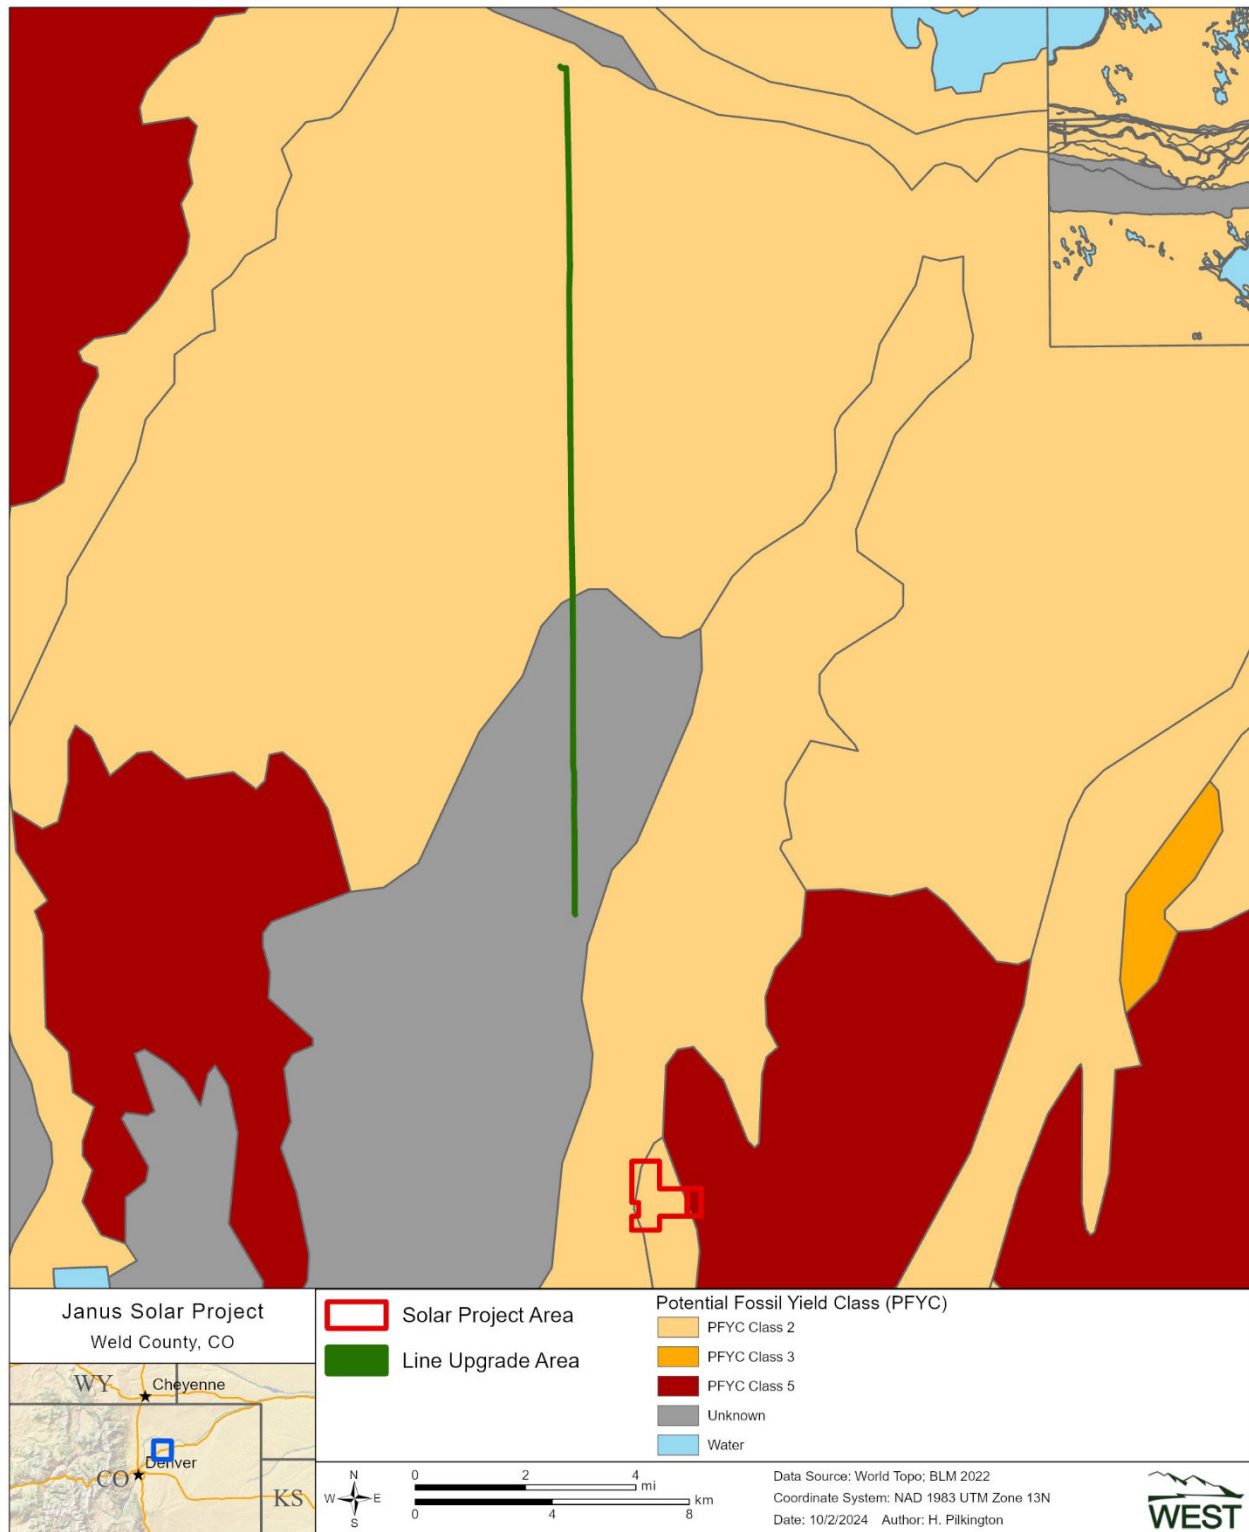 Janus Solar Project
Weld County, CO
WY
Cheyenne
Denver
CO
KS
Solar Project Area
Line Upgrade Area
Potential Fossil Yield Class (PFYC)
PFYC Class 2
PFYC Class 3
PFYC Class 5
Unknown
Water
N
W
E
S
0 2 4
mi
km
0 4 8
Data Source: World Topo; BLM 2022
Coordinate System: NAD 1983 UTM Zone 13N
Date: 10/2/2024 Author: H. Pilkington
WEST